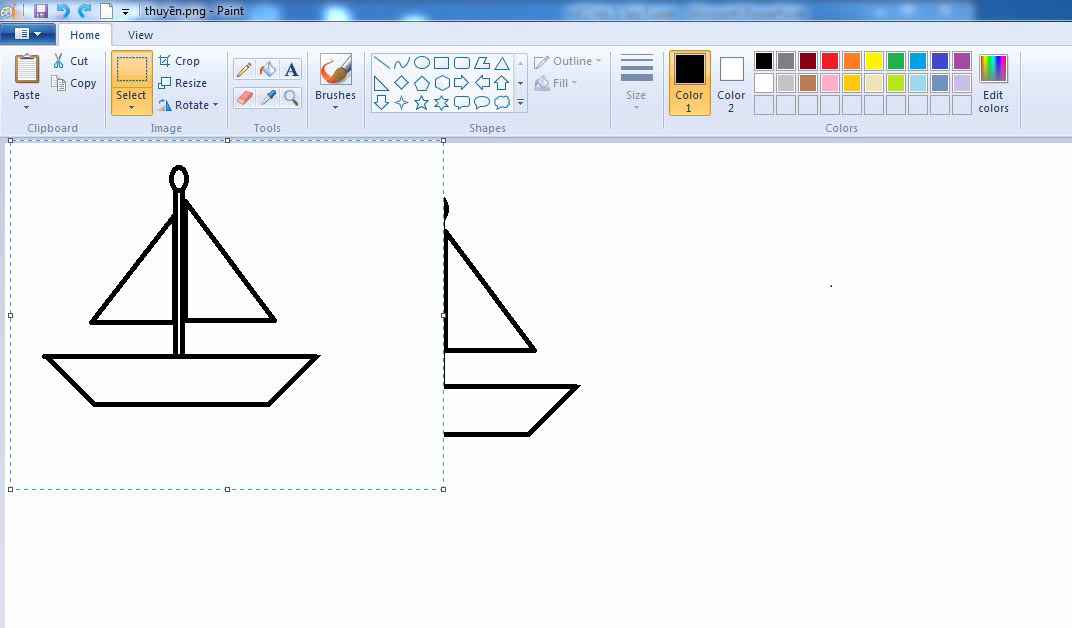 thuyền.png - Paint
Home View
Paste
Cut
Copy
Clipboard
Select
Crop
Resize
Rotate
Image
A
Tools
Brushes
Outline
Fill
Shapes
Size
Color 1
Color 2
Edit colors
Colors